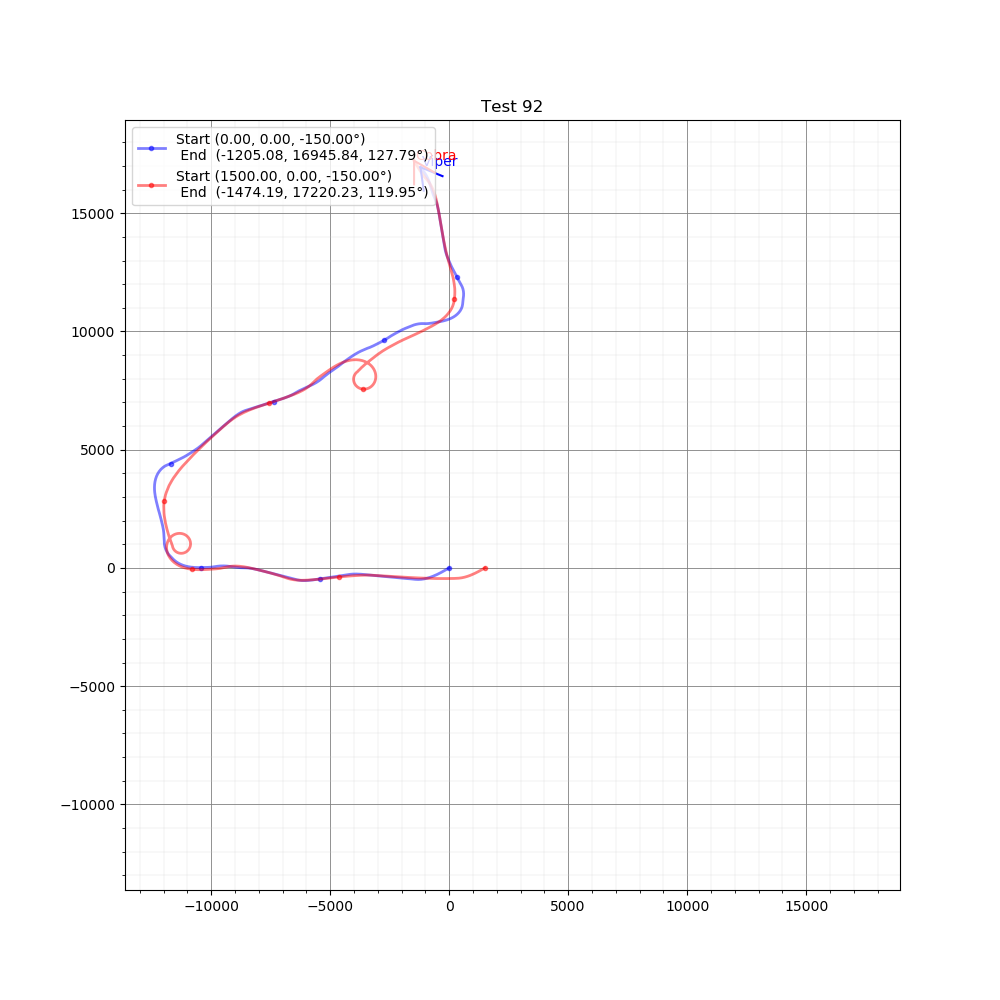 Test 92
Start (0.00, 0.00, -150.00°)
End (-1205.08, 16945.84, 127.79°)
Start (1500.00, 0.00, -150.00°)
End (-1474.19, 17220.23, 119.95°)
15000
10000
5000
0
−5000
−10000
−10000 −5000 0 5000 10000 15000